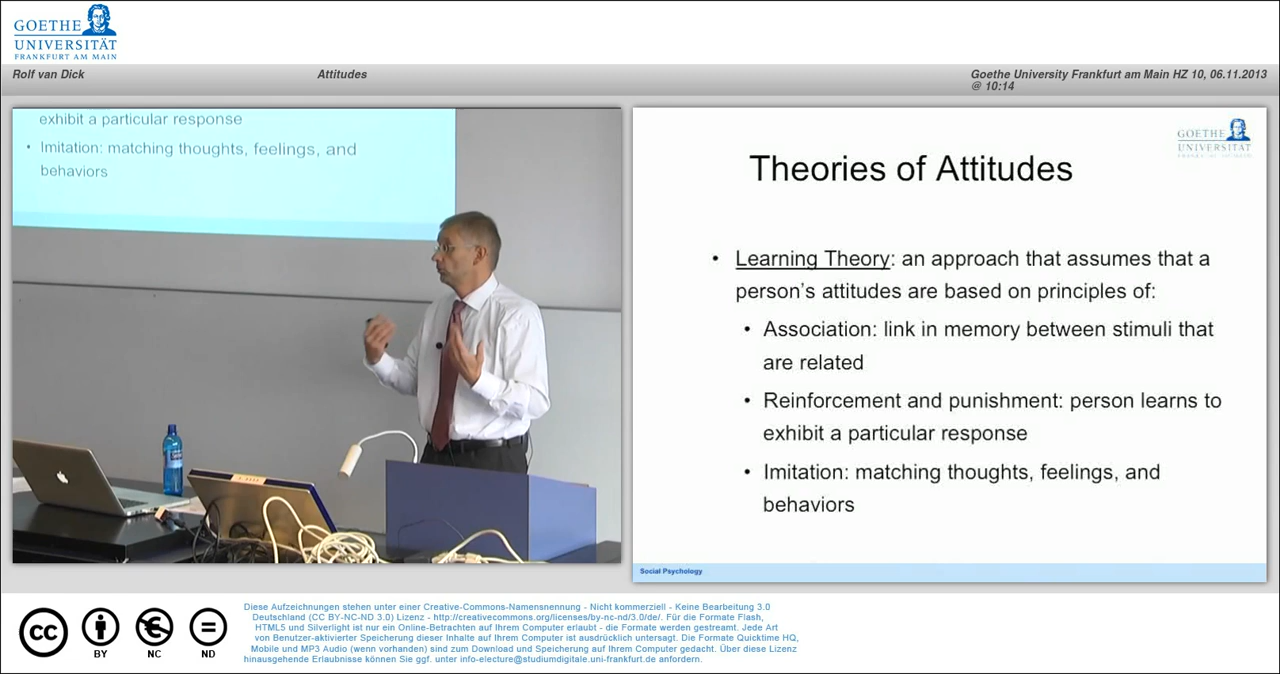 GOETHE
UNIVERSITÄT
FRANKFURT AM MAIN
Rolf van Dick
Attitudes
Goethe University Frankfurt am Main HZ 10, 06.11.2013
@ 10:14
exhibit a particular response
• Imitation: matching thoughts, feelings, and
behaviors
GOETHE
UNIVERSITÄT
Theories of Attitudes
• Learning Theory: an approach that assumes that a
person's attitudes are based on principles of:
• Association: link in memory between stimuli that
are related
• Reinforcement and punishment: person learns to
exhibit a particular response
• Imitation: matching thoughts, feelings, and
behaviors
Social Psychology
cc
BY
NC
ND
Diese Aufzeichnungen stehen unter einer Creative-Commons-Namensnennung - Nicht kommerziell - Keine Bearbeitung 3.0
Deutschland (CC BY-NC-ND 3.0) Lizenz - http://creativecommons.org/licenses/by-nc-nd/3.0/de/. Für die Formate Flash,
HTML5 und Silverlight ist nur ein Online-Betrachten auf Ihrem Computer erlaubt - die Formate werden gestreamt. Jede Art
von Benutzer-aktivierter Speicherung dieser Inhalte auf Ihrem Computer ist ausdrücklich untersagt. Die Formate Quicktime HQ,
Mobile und MP3 Audio (wenn vorhanden) sind zum Download und Speicherung auf Ihrem Computer gedacht. Über diese Lizenz
hinausgehende Erlaubnisse können Sie ggf. unter info-electure@studiumdigitale.uni-frankfurt.de anfordern.